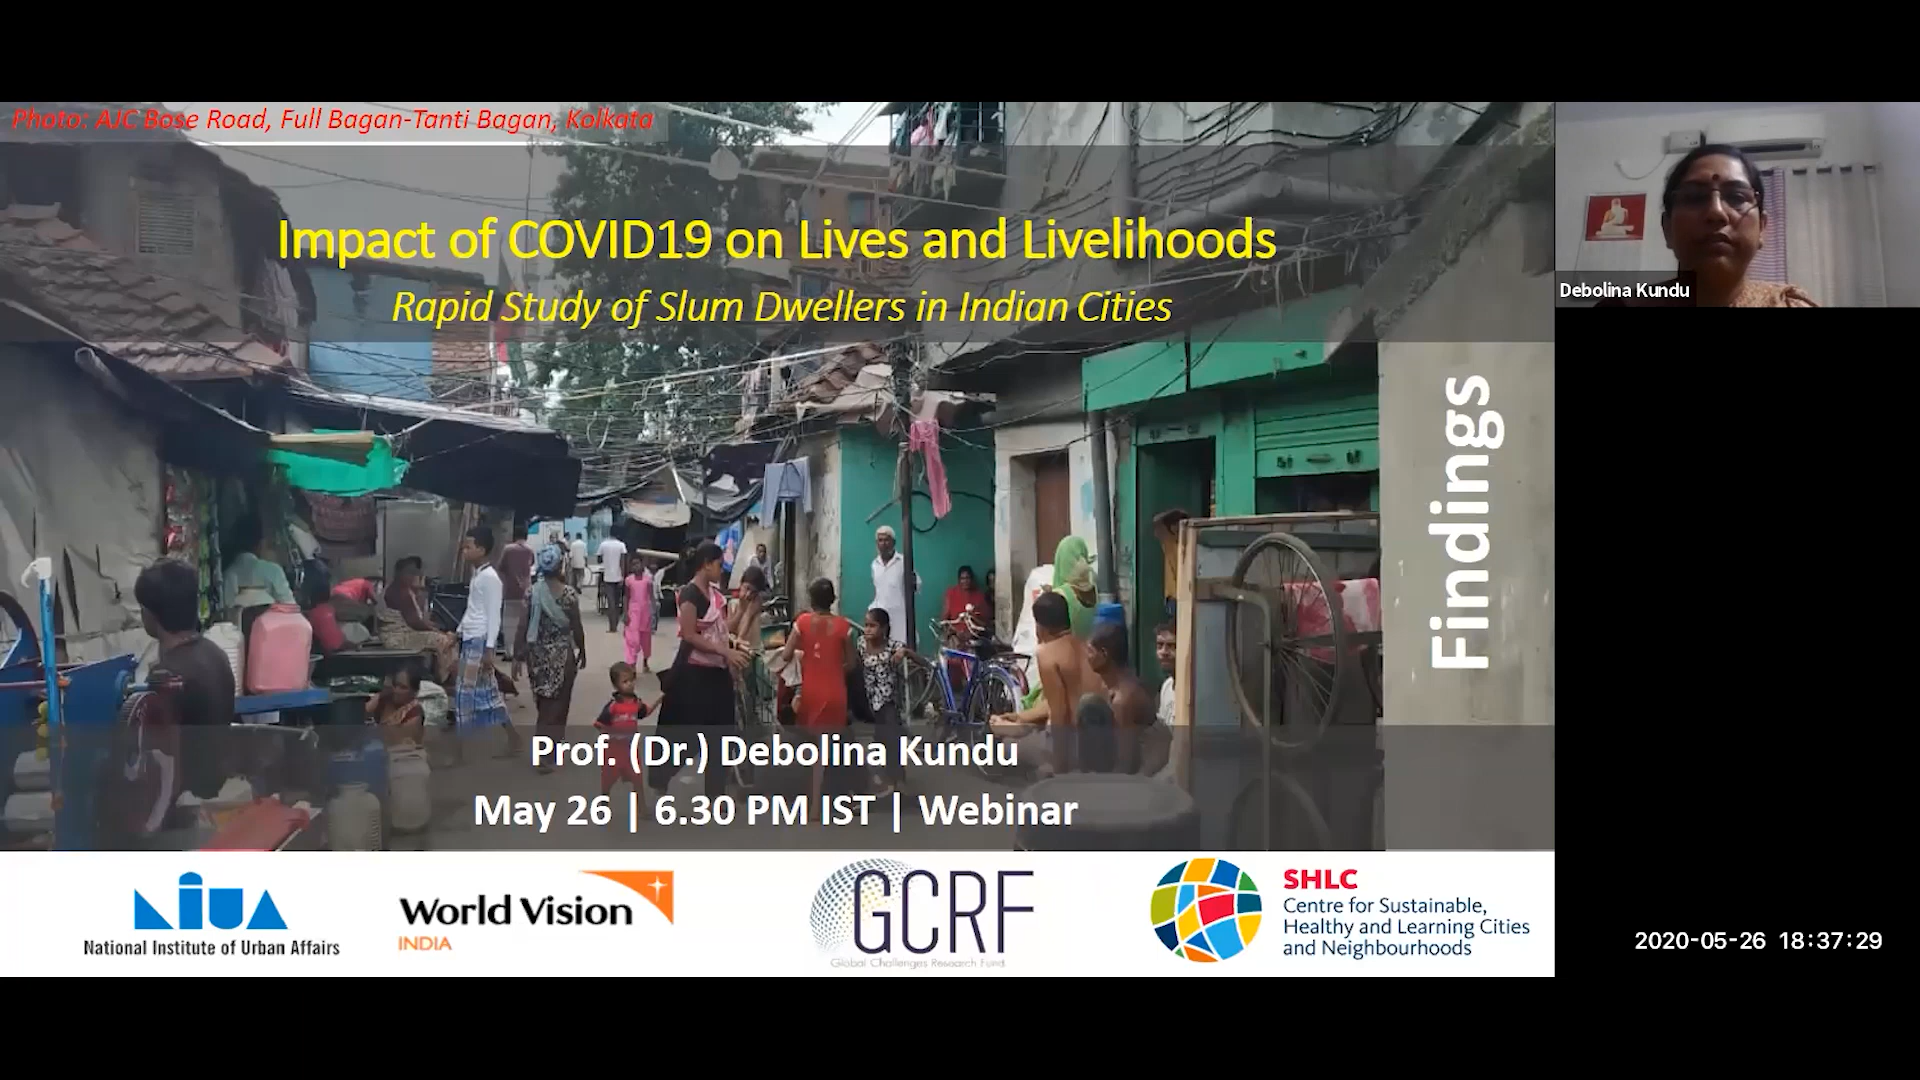 Photo: AJC Bose Road, Full Bagan-Tanti Bagan, Kolkata
Impact of COVID19 on Lives and Livelihoods
Rapid Study of Slum Dwellers in Indian Cities
Debolina Kundu
Findings
Prof. (Dr.) Debolina Kundu
May 26 | 6.30 PM IST | Webinar
NIUA
National Institute of Urban Affairs
World Vision
INDIA
GCRF
Global Challenges Research Fund
SHLC
Centre for Sustainable,
Healthy and Learning Cities
and Neighbourhoods
2020-05-26 18:37:29